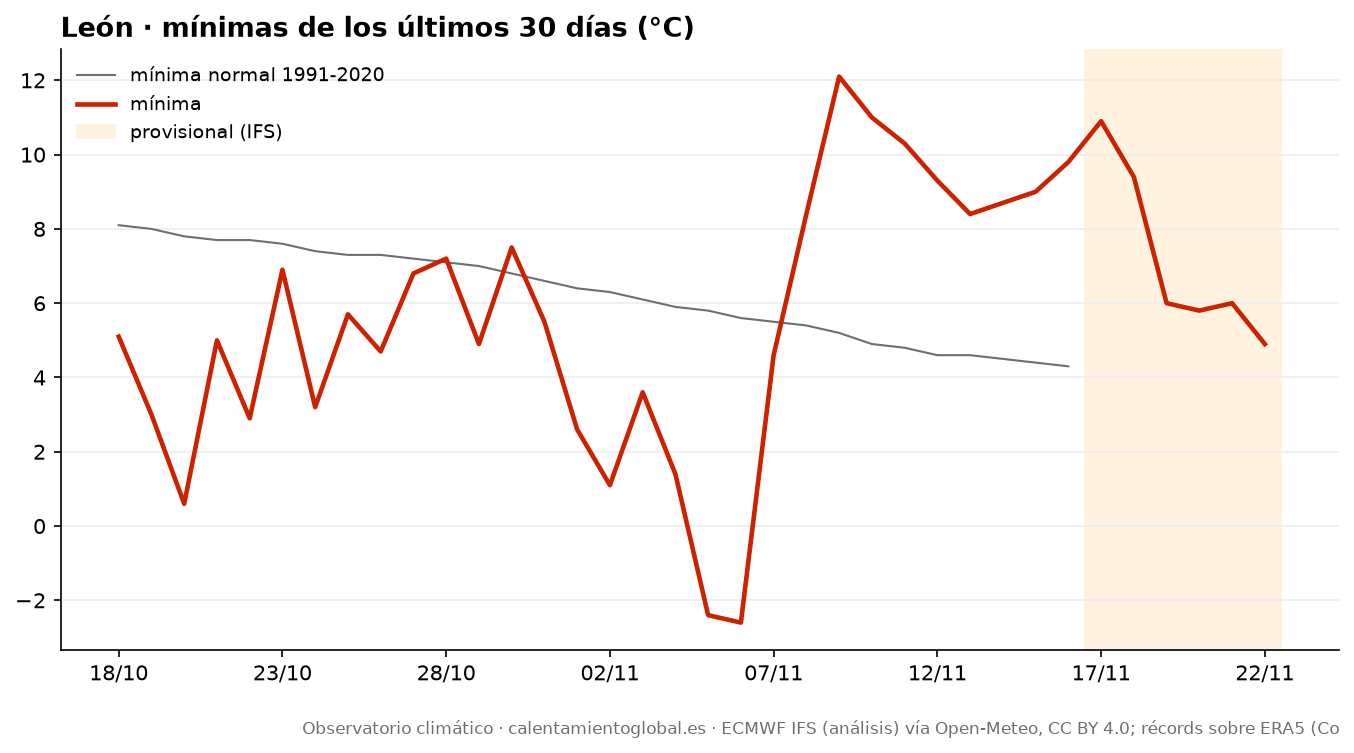 León · mínimas de los últimos 30 días (°C)
mínima normal 1991-2020
mínima
provisional (IFS)
12
10
8
6
4
2
0
−2
18/10 23/10 28/10 02/11 07/11 12/11 17/11 22/11
Observatorio climático · calentamientoglobal.es · ECMWF IFS (análisis) vía Open-Meteo, CC BY 4.0; récords sobre ERA5 (Co